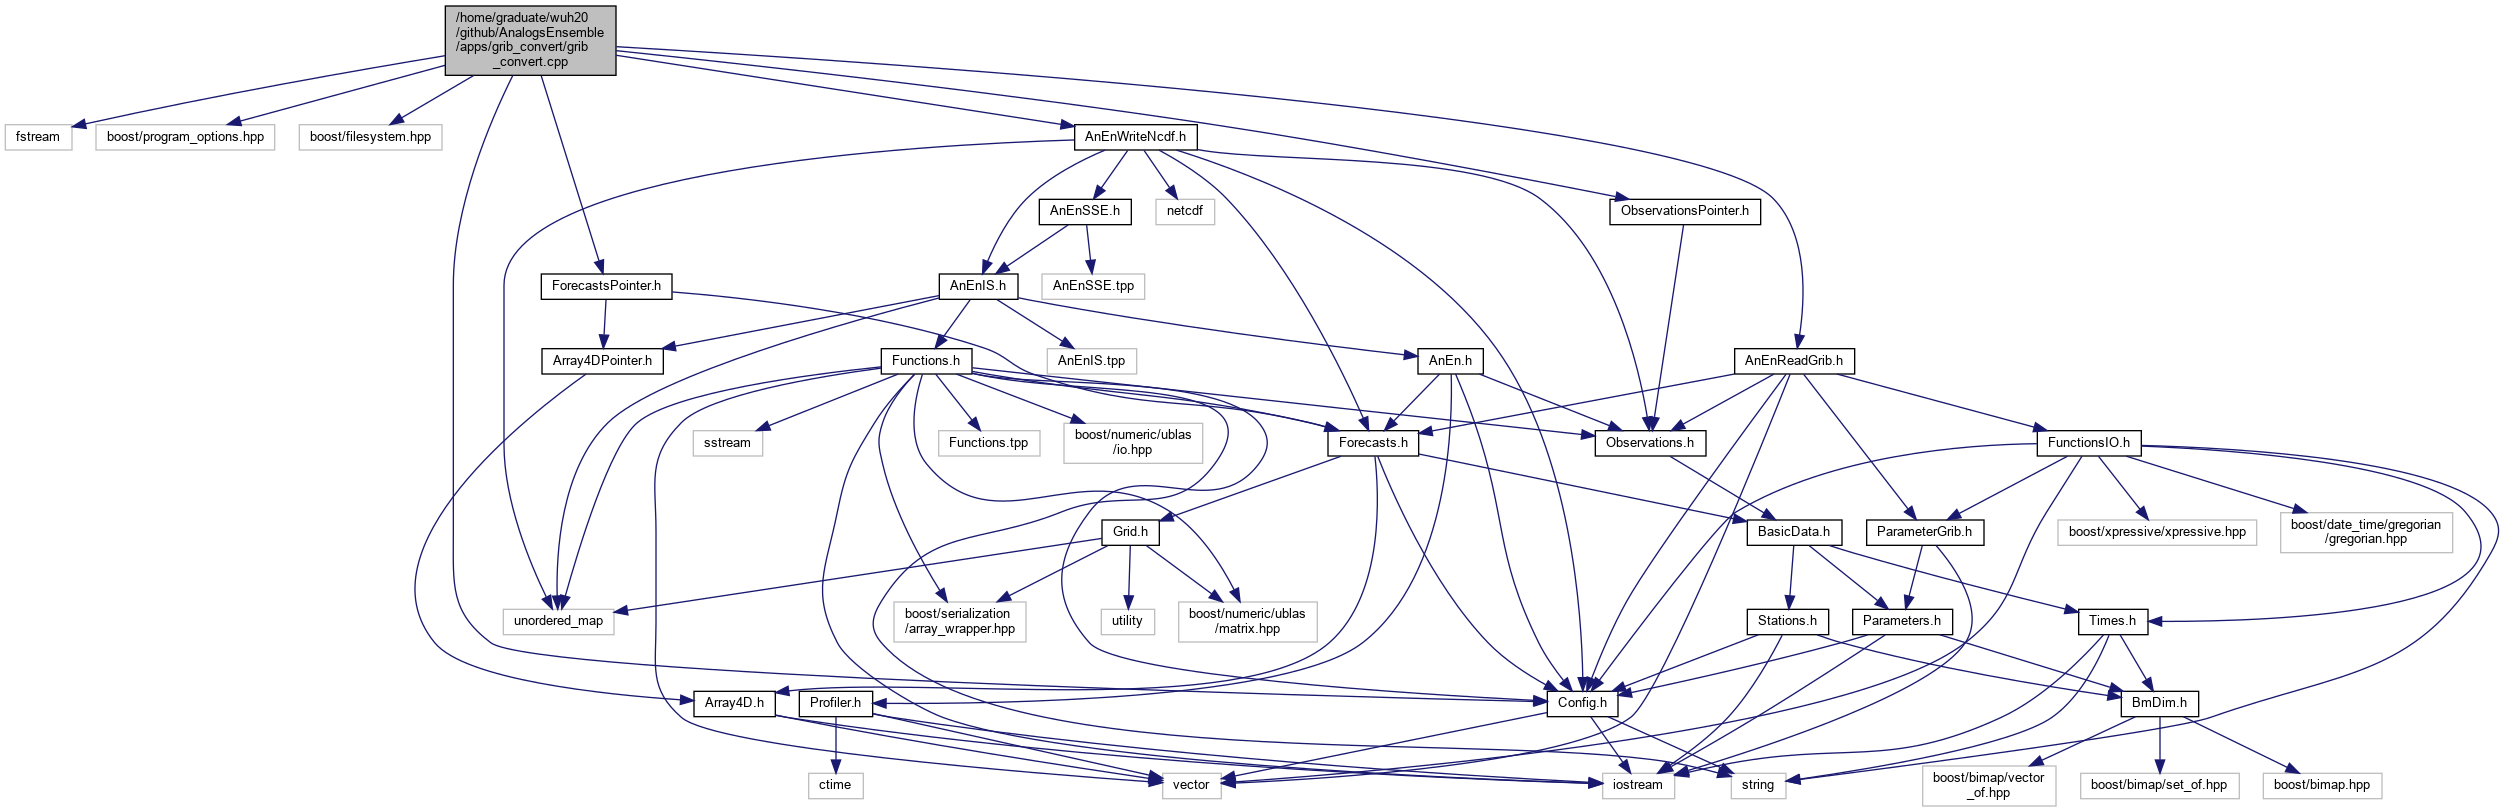 /home/graduate/wuh20
/github/AnalogsEnsemble
/apps/grib_convert/grib
_convert.cpp
fstream
boost/program_options.hpp
boost/filesystem.hpp
AnEnWriteNcdf.h
AnEnSSE.h
netcdf
ObservationsPointer.h
ForecastsPointer.h
AnEnIS.h
AnEnSSE.tpp
Array4DPointer.h
Functions.h
AnEnIS.tpp
AnEn.h
AnEnReadGrib.h
sstream
Functions.tpp
boost/numeric/ublas
/io.hpp
Forecasts.h
Observations.h
FunctionsIO.h
Grid.h
BasicData.h
ParameterGrib.h
boost/xpressive/xpressive.hpp
boost/date_time/gregorian
/gregorian.hpp
unordered_map
boost/serialization
/array_wrapper.hpp
utility
boost/numeric/ublas
/matrix.hpp
Stations.h
Parameters.h
Times.h
Array4D.h
Profiler.h
Config.h
BmDim.h
ctime
vector
iostream
string
boost/bimap/vector
_of.hpp
boost/bimap/set_of.hpp
boost/bimap.hpp